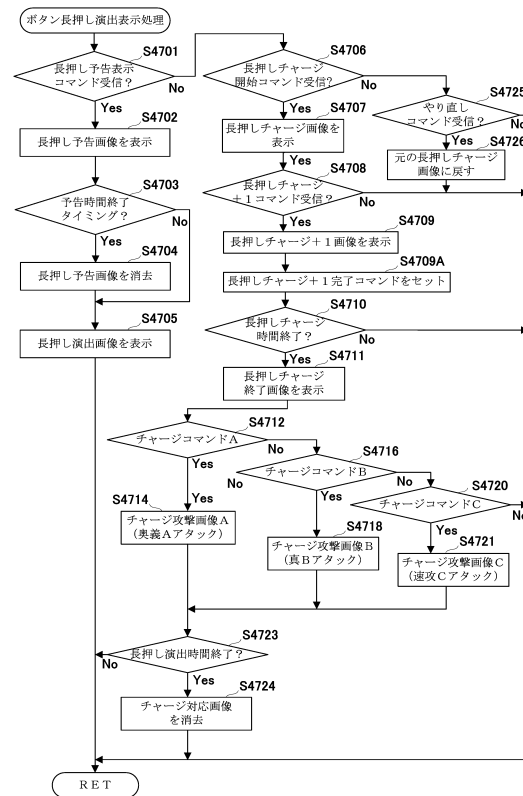 ボタン長押し演出表示処理
S4701
長押し予告表示
コマンド受信？
No
Yes
S4702
長押し予告画像を表示
S4703
予告時間終了
タイミング？
No
Yes
S4704
長押し予告画像を消去
S4705
長押し演出画像を表示
S4706
長押しチャージ
開始コマンド受信?
No
Yes
S4707
長押しチャージ画像を
表示
S4708
長押しチャージ
＋１コマンド受信？
No
Yes
S4725
やり直し
コマンド受信？
No
Yes
S4726
元の長押しチャージ
画像に戻す
S4709
長押しチャージ＋１画像を表示
S4709A
長押しチャージ＋１完了コマンドをセット
S4710
長押しチャージ
時間終了？
No
Yes
S4711
長押しチャージ
終了画像を表示
S4712
チャージコマンドＡ
No
Yes
Yes
S4714
チャージ攻撃画像Ａ
（奥義Ａアタック）
S4716
チャージコマンドＢ
No
No
Yes
S4718
チャージ攻撃画像Ｂ
（真Ｂアタック）
S4720
チャージコマンドＣ
No
Yes
S4721
チャージ攻撃画像Ｃ
（速攻Ｃアタック）
S4723
長押し演出時間終了？
No
Yes
S4724
チャージ対応画像
を消去
ＲＥＴ